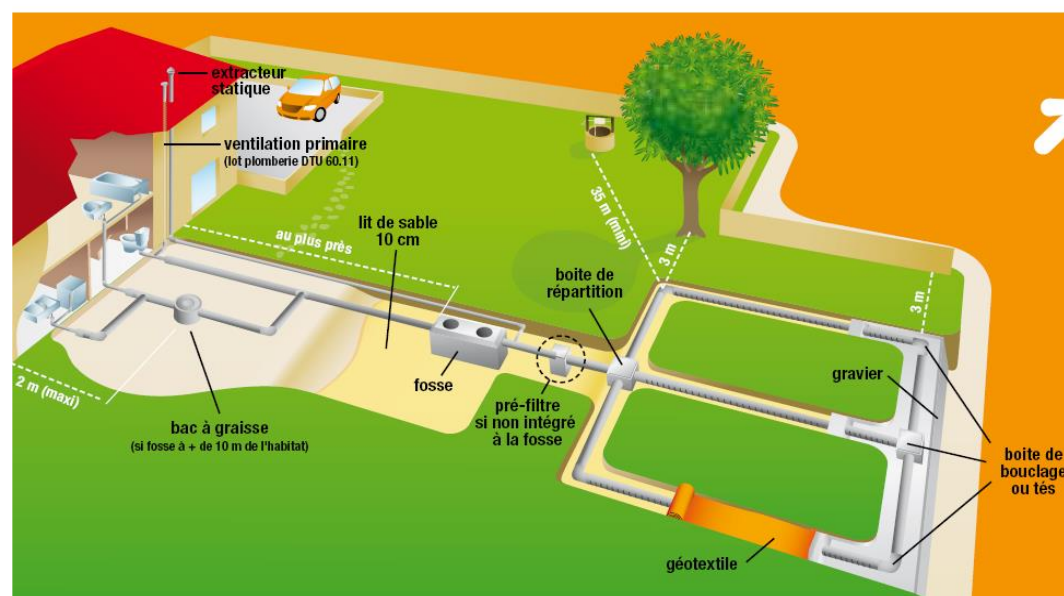 extracteur
statique
ventilation primaire
(lot plomberie DTU 60.11)
lit de sable
10 cm
au plus près
35 m (mini)
3 m
boite de
répartition
3 m
gravier
fosse
2 m (maxi)
bac à graisse
(si fosse à + de 10 m de l'habitat)
pré-filtre
si non intégré
à la fosse
boite de
bouclage
ou tés
géotextile